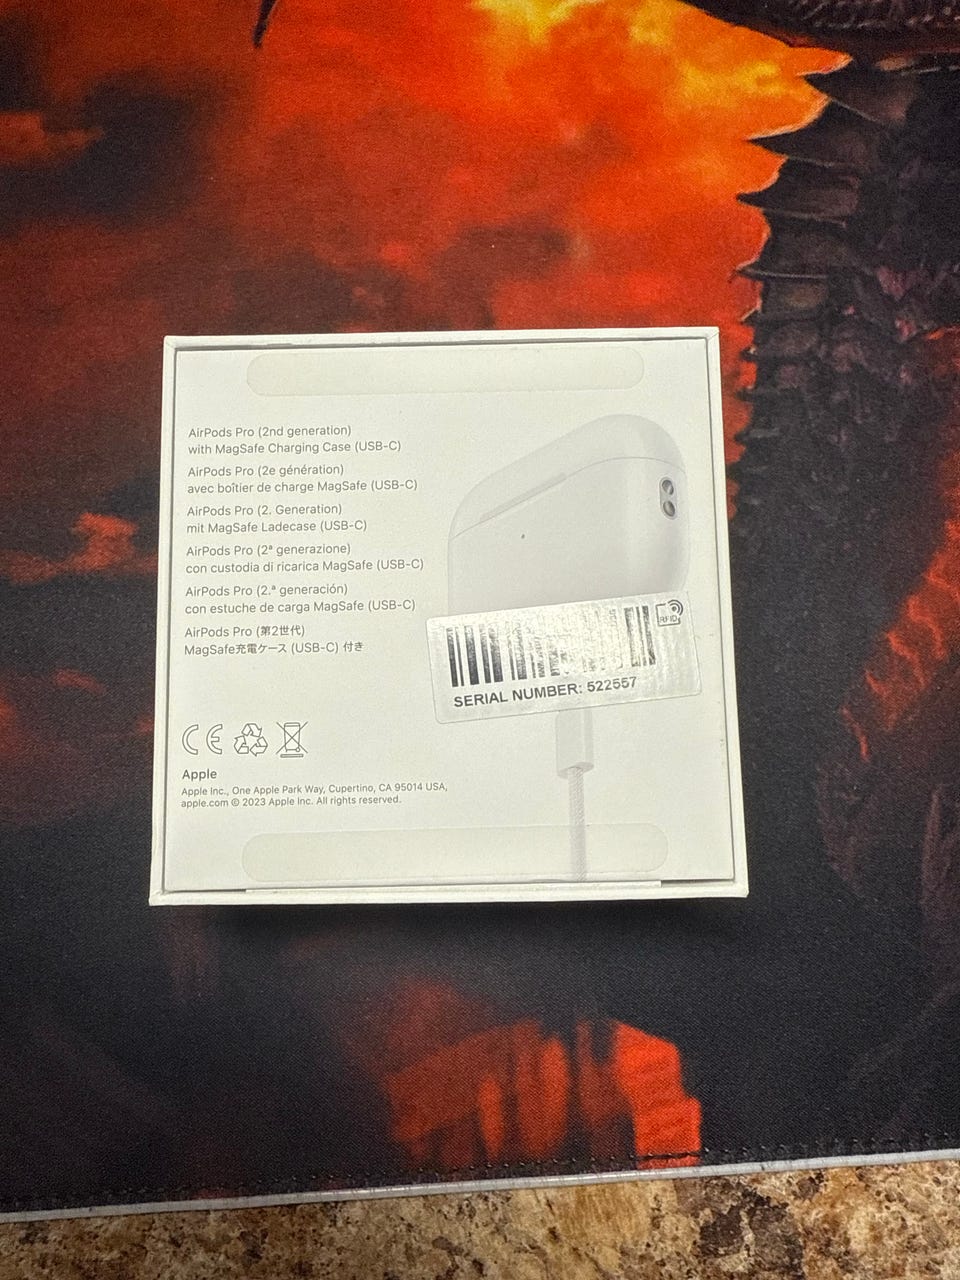 AirPods Pro (2nd generation)
with MagSafe Charging Case (USB-C)
AirPods Pro (2e génération)
avec boîtier de charge MagSafe (USB-C)
AirPods Pro (2. Generation)
mit MagSafe Ladecase (USB-C)
AirPods Pro (2ª generazione)
con custodia di ricarica MagSafe (USB-C)
AirPods Pro (2.ª generación)
con estuche de carga MagSafe (USB-C)
AirPods Pro (第2世代)
MagSafe充電ケース (USB-C) 付き
RFID
SERIAL NUMBER: 522557
CE
Apple
Apple Inc., One Apple Park Way, Cupertino, CA 95014 USA,
apple.com © 2023 Apple Inc. All rights reserved.